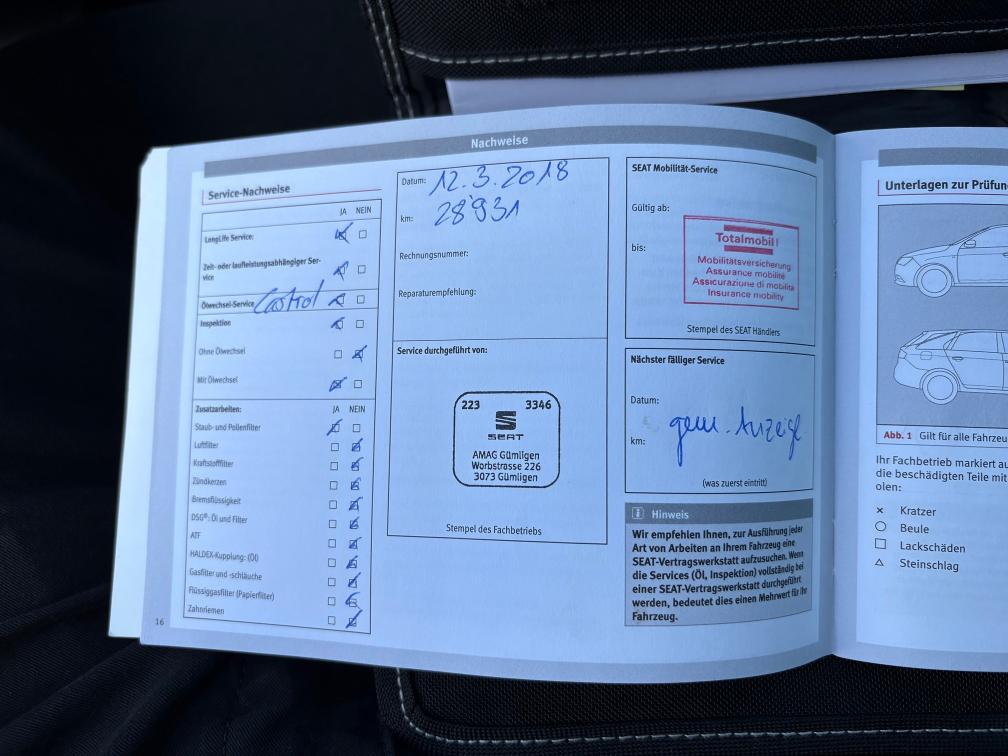 Nachweise
Service-Nachweise
JA NEIN
LongLife Service:
Zeit- oder laufleistungsabhängiger Ser-
vice
Ölwechsel-Service Castrol
Inspektion
Ohne Ölwechsel
Mit Ölwechsel
Zusatzarbeiten: JA NEIN
Staub- und Pollenfilter
Luftfilter
Kraftstofffilter
Zündkerzen
Bremsflüssigkeit
DSG®: Öl und Filter
ATF
HALDEX-Kupplung: (Öl)
Gasfilter und -schläuche
Flüssiggasfilter (Papierfilter)
Zahnriemen
16
Datum: 12.3.2018
km: 28'931
Rechnungsnummer:
Reparaturempfehlung:
Service durchgeführt von:
223 3346
SEAT
AMAG Gümligen
Worbstrasse 226
3073 Gümligen
Stempel des Fachbetriebs
SEAT Mobilität-Service
Gültig ab:
bis:
Totalmobil!
Mobilitätsversicherung
Assurance mobilité
Assicurazione di mobilità
Insurance mobility
Stempel des SEAT Händlers
Nächster fälliger Service
Datum:
gem. Anzeige
km:
(was zuerst eintritt)
Hinweis
Wir empfehlen Ihnen, zur Ausführung jeder
Art von Arbeiten an Ihrem Fahrzeug eine
SEAT-Vertragswerkstatt aufzusuchen. Wenn
die Services (Öl, Inspektion) vollständig bei
einer SEAT-Vertragswerkstatt durchgeführt
werden, bedeutet dies einen Mehrwert für Ihr
Fahrzeug.
Unterlagen zur Prüfun
Abb. 1 Gilt für alle Fahrzeu
Ihr Fachbetrieb markiert au
die beschädigten Teile mit
olen:
× Kratzer
○ Beule
□ Lackschäden
△ Steinschlag